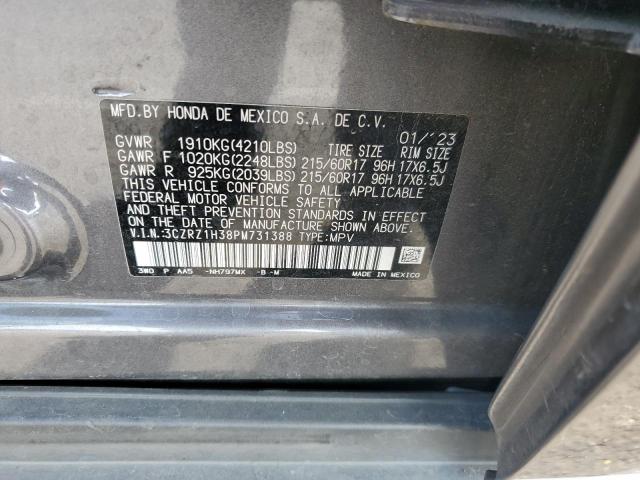 MFD.BY HONDA DE MEXICO S.A. DE C.V. 01/'23
GVWR 1910KG(4210LBS) TIRE SIZE RIM SIZE
GAWR F 1020KG(2248LBS) 215/60R17 96H 17X6.5J
GAWR R 925KG(2039LBS) 215/60R17 96H 17X6.5J
THIS VEHICLE CONFORMS TO ALL APPLICABLE
FEDERAL MOTOR VEHICLE SAFETY, BUMPER,
AND THEFT PREVENTION STANDARDS IN EFFECT
ON THE DATE OF MANUFACTURE SHOWN ABOVE.
V.I.N.:3CZRZ1H38PM731388 TYPE:MPV
3W0 P AA5 -NH797MX -B -M MADE IN MEXICO